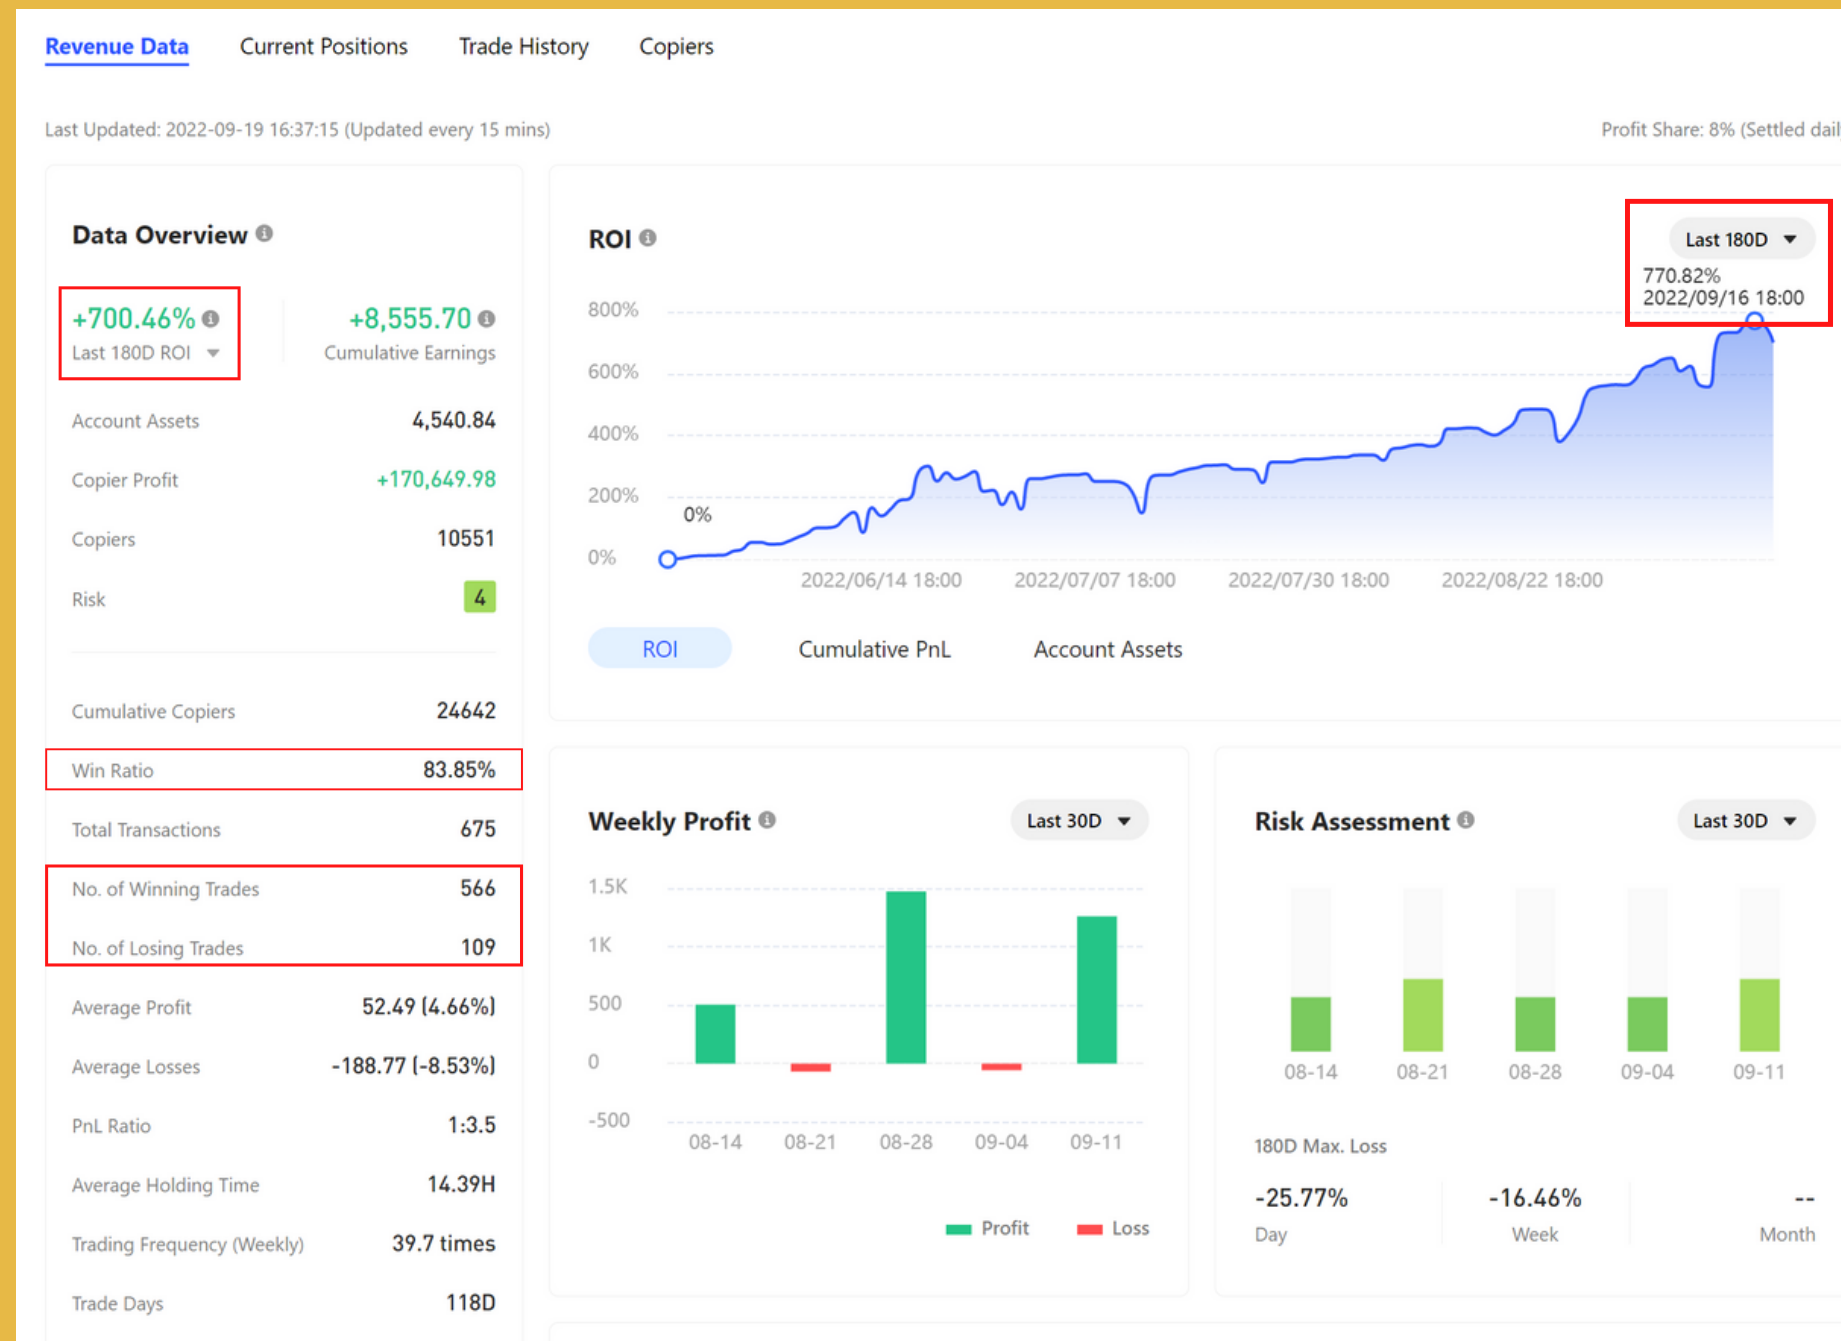 Revenue Data Current Positions Trade History Copiers
Last Updated: 2022-09-19 16:37:15 (Updated every 15 mins)
Profit Share: 8% (Settled
Data Overview
+700.46% +8,555.70
Last 180D ROI Cumulative Earnings
Account Assets 4,540.84
Copier Profit +170,649.98
Copiers 10551
Risk 4
Cumulative Copiers 24642
Win Ratio 83.85%
Total Transactions 675
No. of Winning Trades 566
No. of Losing Trades 109
Average Profit 52.49 (4.66%)
Average Losses -188.77 (-8.53%)
PnL Ratio 1:3.5
Average Holding Time 14.39H
Trading Frequency (Weekly) 39.7 times
Trade Days 118D
ROI
Last 180D
770.82%
2022/09/16 18:00
800%
600%
400%
200%
0%
0%
2022/06/14 18:00 2022/07/07 18:00 2022/07/30 18:00 2022/08/22 18:00
ROI Cumulative PnL Account Assets
Weekly Profit Last 30D
1.5K
1K
500
0
-500
08-14 08-21 08-28 09-04 09-11
Profit Loss
Risk Assessment Last 30D
08-14 08-21 08-28 09-04 09-11
180D Max. Loss
-25.77% -16.46% --
Day Week Month